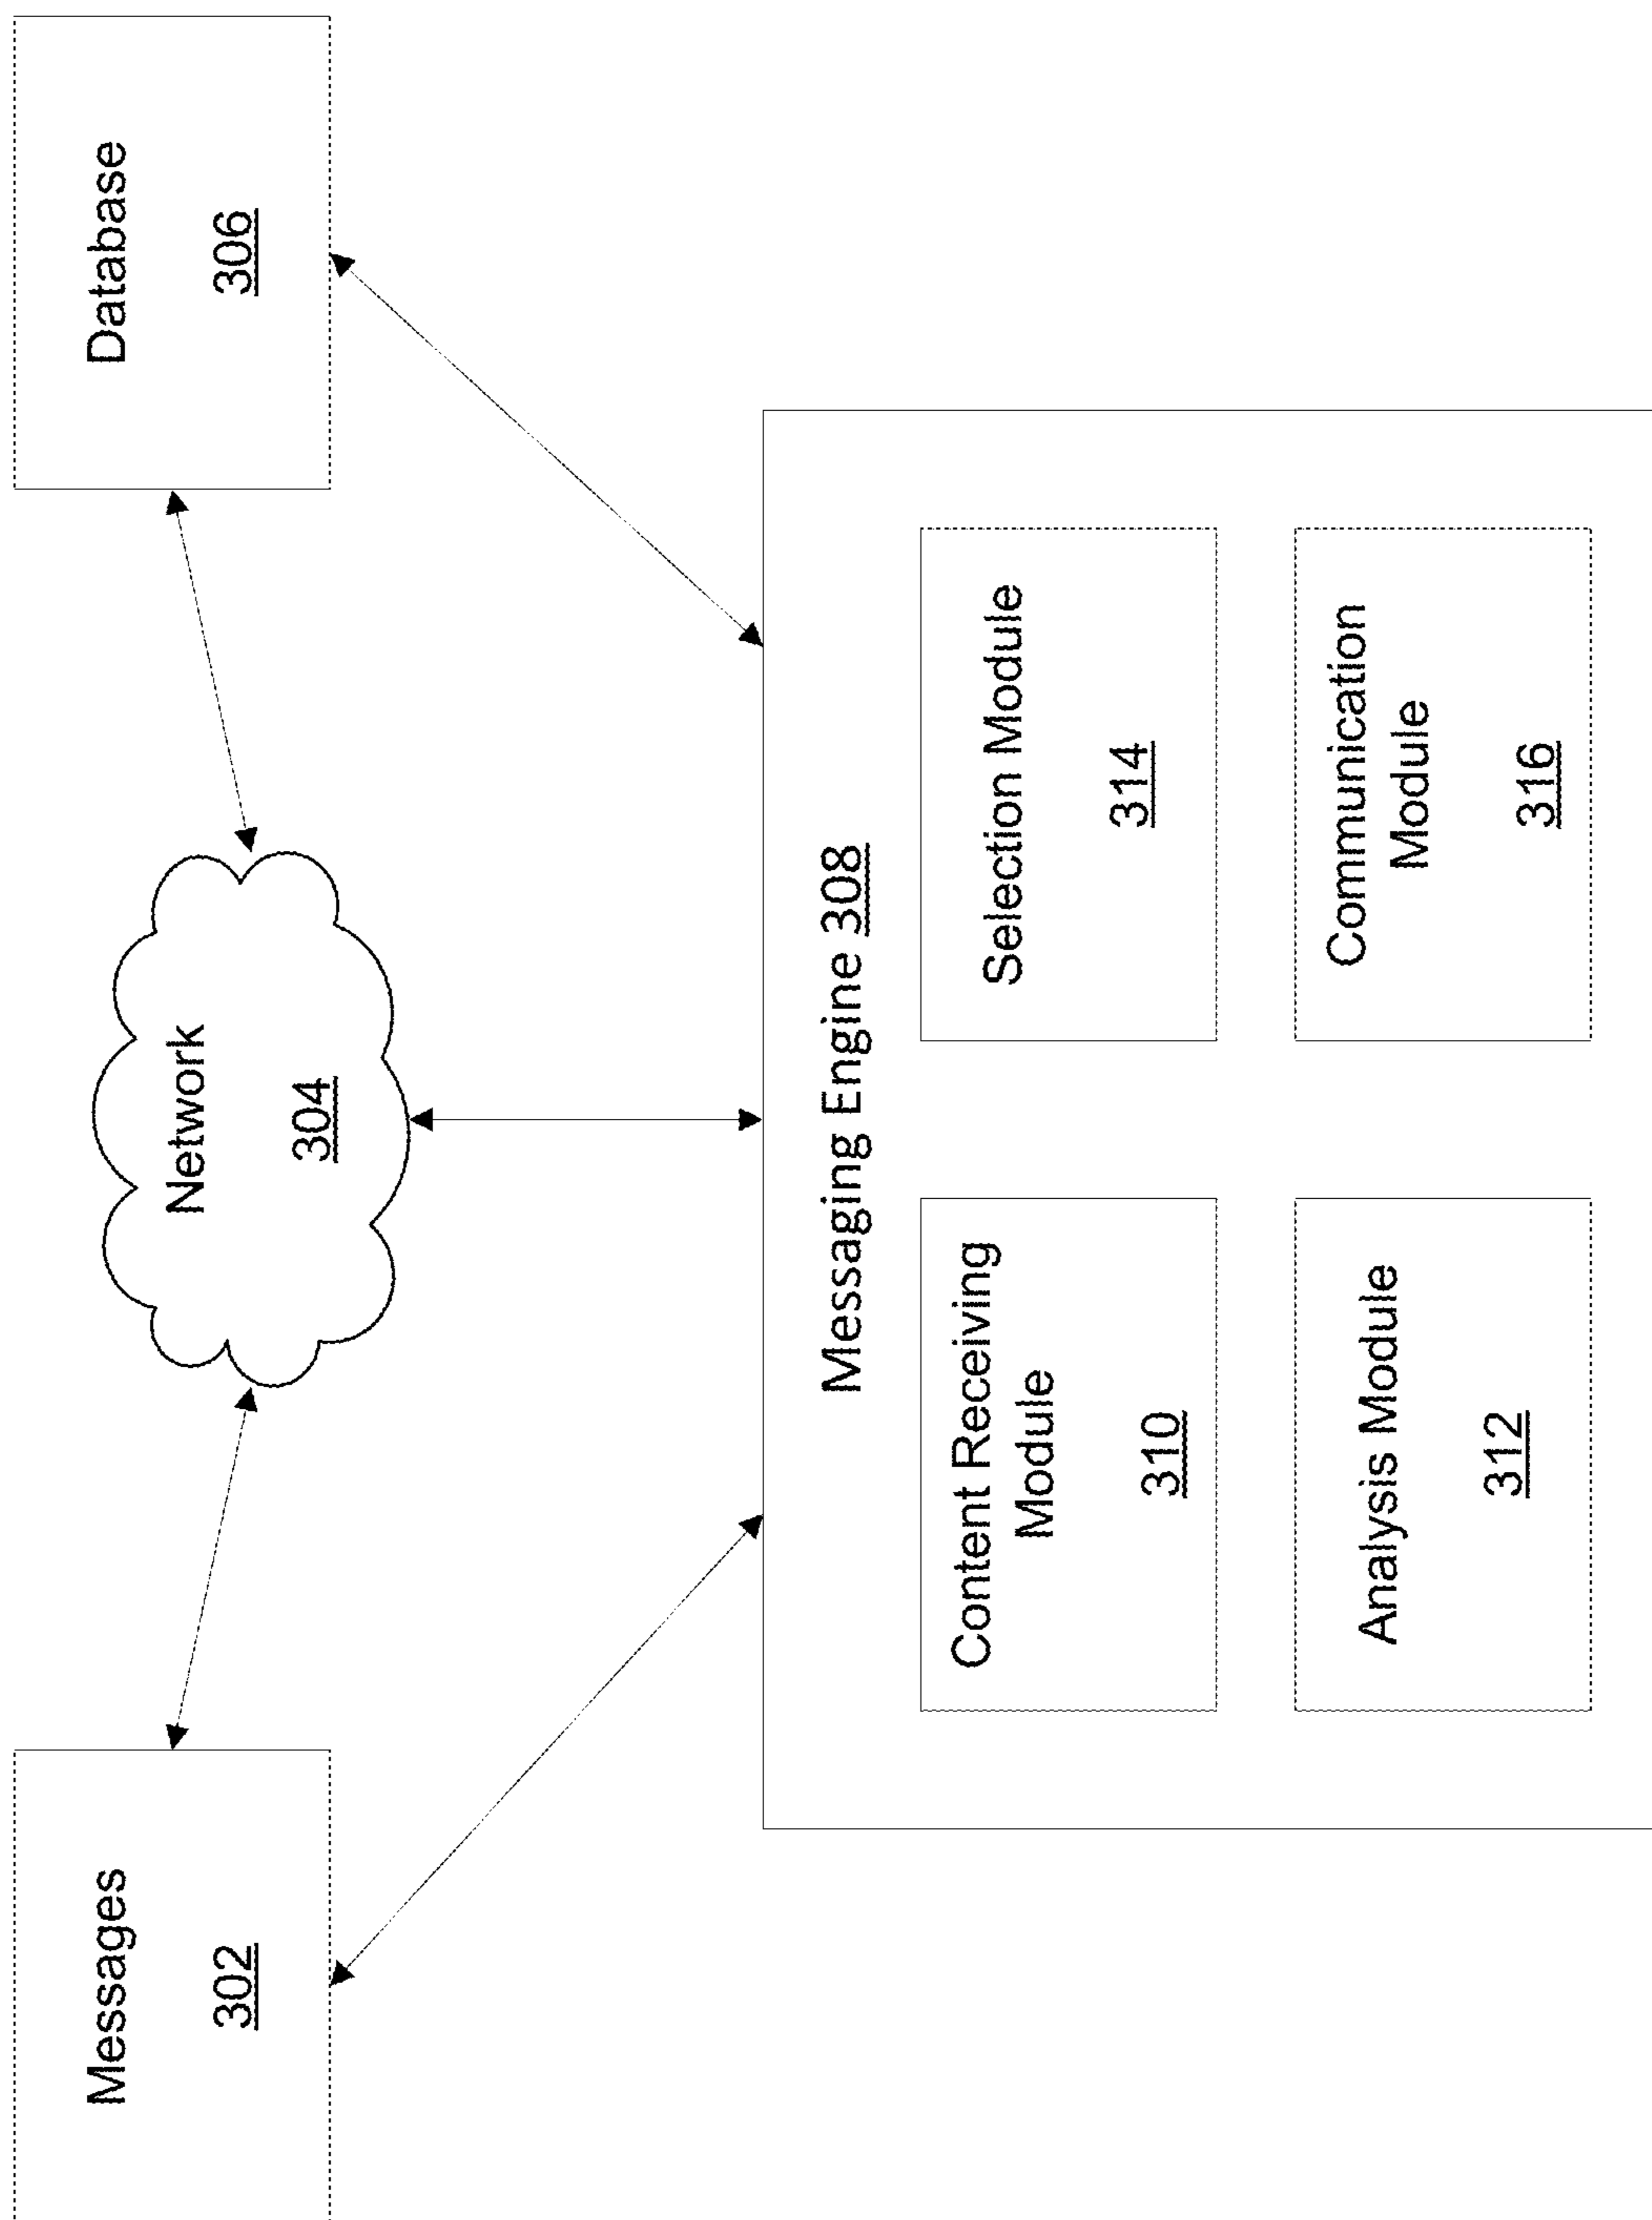 Messages
302
Network
304
Database
306
Messaging Engine 308
Content Receiving
Module
310
Selection Module
314
Analysis Module
312
Communication
Module
316